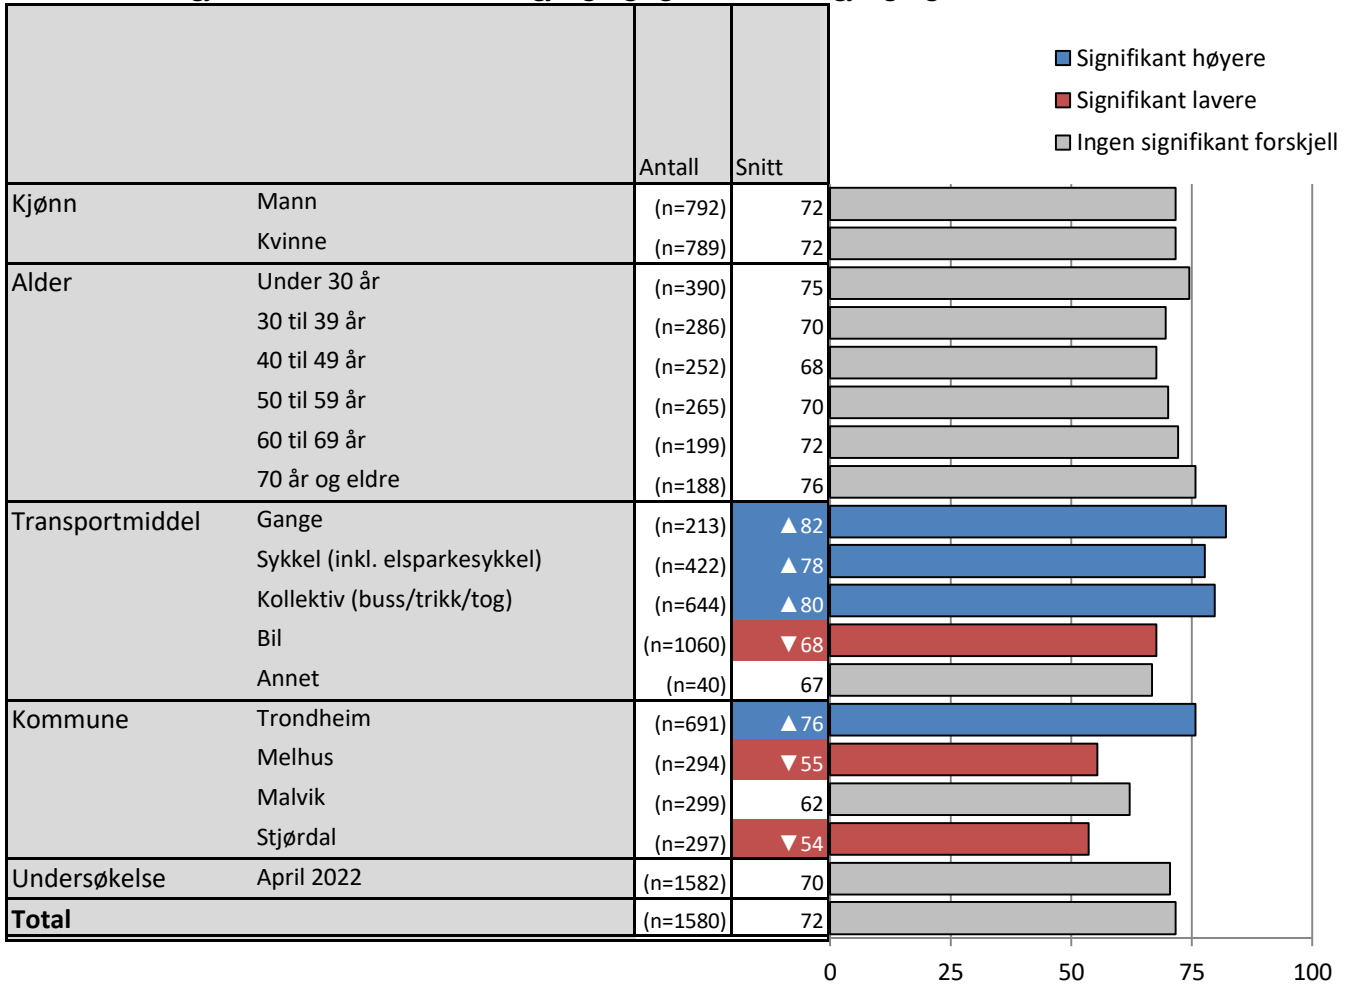 Signifikant høyere
Signifikant lavere
Ingen signifikant forskjell
Antall Snitt
Kjønn Mann (n=792) 72
Kvinne (n=789) 72
Alder Under 30 år (n=390) 75
30 til 39 år (n=286) 70
40 til 49 år (n=252) 68
50 til 59 år (n=265) 70
60 til 69 år (n=199) 72
70 år og eldre (n=188) 76
Transportmiddel Gange (n=213) ▲82
Sykkel (inkl. elsparkesykkel) (n=422) ▲78
Kollektiv (buss/trikk/tog) (n=644) ▲80
Bil (n=1060) ▼68
Annet (n=40) 67
Kommune Trondheim (n=691) ▲76
Melhus (n=294) ▼55
Malvik (n=299) 62
Stjørdal (n=297) ▼54
Undersøkelse April 2022 (n=1582) 70
Total (n=1580) 72
0 25 50 75 100